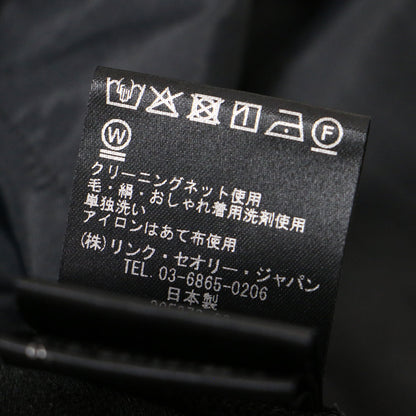 F
W
クリーニングネット使用
毛・絹・おしゃれ着用洗剤使用
単独洗い
アイロンはあて布使用
(株)リンク・セオリー・ジャパン
TEL. 03-6865-0206
日本製